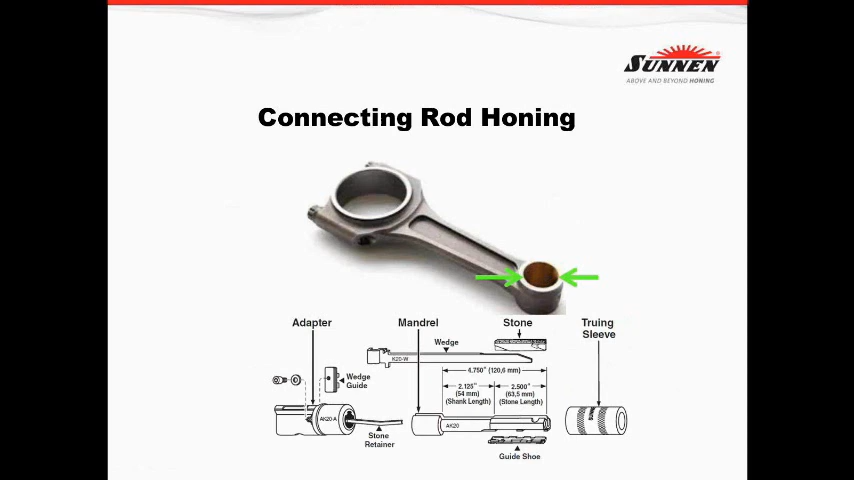 SUNNEN®
ABOVE AND BEYOND HONING
Connecting Rod Honing
Adapter
Mandrel
Stone
Truing
Sleeve
Wedge
K20-W
4.750" (120,6 mm)
Wedge
Guide
2.125"
(54 mm)
(Shank Length)
2.500"
(63,5 mm)
(Stone Length)
AK20-A
AK20
SUNNEN
Stone
Retainer
Guide Shoe